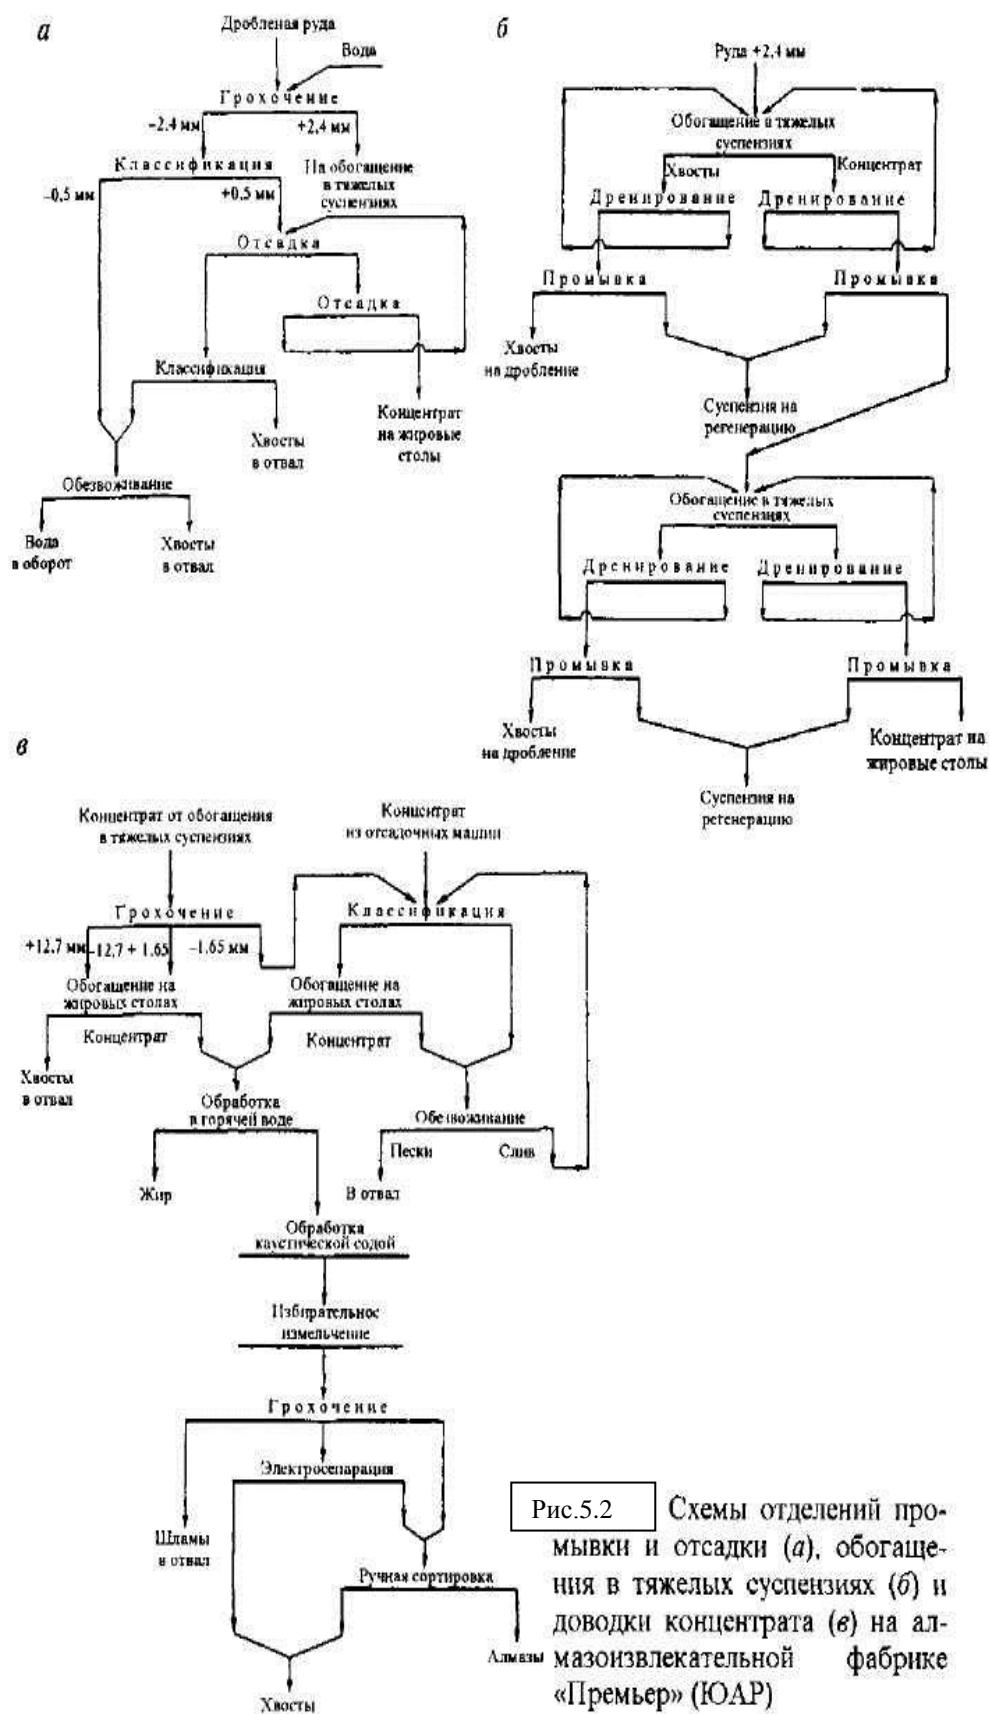 а
Дробленая руда
Вода
Грохочение
–2.4 мм
+2,4 мм
Классификация
На обогащение
в тяжелых
суспензиях
–0,5 мм
+0,5 мм
Отсадка
Отсадка
Классификация
Концентрат
на жировые
столы
Хвосты
в отвал
Обезвоживание
Вода
в оборот
Хвосты
в отвал
б
Руда +2,4 мм
Обогащение в тяжелых
суспензиях
Хвосты
Концентрат
Дренирование
Дренирование
Промывка
Промывка
Хвосты
на дробление
Суспензия на
регенерацию
Обогащение в тяжелых
суспензиях
Дренирование
Дренирование
Промывка
Промывка
Хвосты
на дробление
Концентрат на
жировые столы
Суспензия на
регенерацию
в
Концентрат от обогащения
в тяжелых суспензиях
Концентрат
из отсадочных машин
Грохочение
Классификация
+12,7 мм
–12,7 + 1.65
–1.65 мм
Обогащение на
жировых столах
Обогащение на
жировых столах
Концентрат
Концентрат
Хвосты
в отвал
Обработка
в горячей воде
Обезвоживание
Пески
Слив
Жир
В отвал
Обработка
каустической содой
Избирательное
измельчение
Грохочение
Электросепарация
Шламы
в отвал
Ручная сортировка
Алмазы
Хвосты
Рис.5.2
Схемы отделений про-
мывки и отсадки (а), обогаще-
ния в тяжелых суспензиях (б) и
доводки концентрата (в) на ал-
мазоизвлекательной фабрике
«Премьер» (ЮАР)